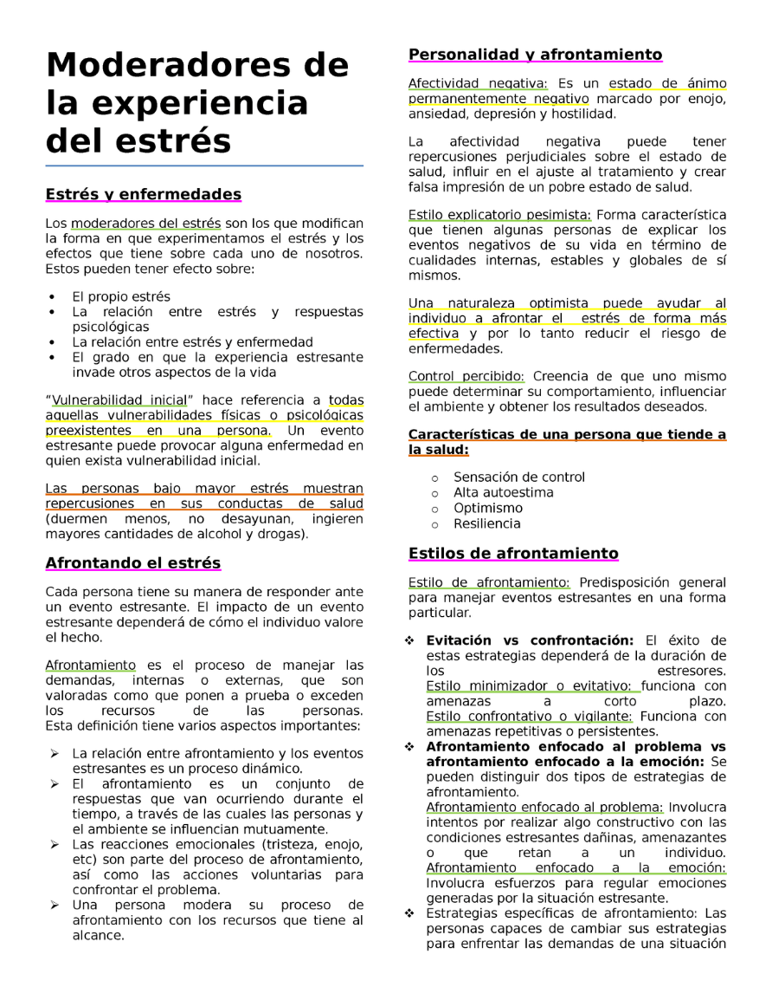 Moderadores de
la experiencia
del estrés
Estrés y enfermedades
Los moderadores del estrés son los que modifican
la forma en que experimentamos el estrés y los
efectos que tiene sobre cada uno de nosotros.
Estos pueden tener efecto sobre:
• El propio estrés
• La relación entre estrés y respuestas
psicológicas
• La relación entre estrés y enfermedad
• El grado en que la experiencia estresante
invade otros aspectos de la vida
“Vulnerabilidad inicial” hace referencia a todas
aquellas vulnerabilidades físicas o psicológicas
preexistentes en una persona. Un evento
estresante puede provocar alguna enfermedad en
quien exista vulnerabilidad inicial.
Las personas bajo mayor estrés muestran
repercusiones en sus conductas de salud
(duermen menos, no desayunan, ingieren
mayores cantidades de alcohol y drogas).
Afrontando el estrés
Cada persona tiene su manera de responder ante
un evento estresante. El impacto de un evento
estresante dependerá de cómo el individuo valore
el hecho.
Afrontamiento es el proceso de manejar las
demandas, internas o externas, que son
valoradas como que ponen a prueba o exceden
los recursos de las personas.
Esta definición tiene varios aspectos importantes:
➢ La relación entre afrontamiento y los eventos
estresantes es un proceso dinámico.
➢ El afrontamiento es un conjunto de
respuestas que van ocurriendo durante el
tiempo, a través de las cuales las personas y
el ambiente se influencian mutuamente.
➢ Las reacciones emocionales (tristeza, enojo,
etc) son parte del proceso de afrontamiento,
así como las acciones voluntarias para
confrontar el problema.
➢ Una persona modera su proceso de
afrontamiento con los recursos que tiene al
alcance.
Personalidad y afrontamiento
Afectividad negativa: Es un estado de ánimo
permanentemente negativo marcado por enojo,
ansiedad, depresión y hostilidad.
La afectividad negativa puede tener
repercusiones perjudiciales sobre el estado de
salud, influir en el ajuste al tratamiento y crear
falsa impresión de un pobre estado de salud.
Estilo explicatorio pesimista: Forma característica
que tienen algunas personas de explicar los
eventos negativos de su vida en término de
cualidades internas, estables y globales de sí
mismos.
Una naturaleza optimista puede ayudar al
individuo a afrontar el estrés de forma más
efectiva y por lo tanto reducir el riesgo de
enfermedades.
Control percibido: Creencia de que uno mismo
puede determinar su comportamiento, influenciar
el ambiente y obtener los resultados deseados.
Características de una persona que tiende a
la salud:
o Sensación de control
o Alta autoestima
o Optimismo
o Resiliencia
Estilos de afrontamiento
Estilo de afrontamiento: Predisposición general
para manejar eventos estresantes en una forma
particular.
❖ Evitación vs confrontación: El éxito de
estas estrategias dependerá de la duración de
los estresores.
Estilo minimizador o evitativo: funciona con
amenazas a corto plazo.
Estilo confrontativo o vigilante: Funciona con
amenazas repetitivas o persistentes.
❖ Afrontamiento enfocado al problema vs
afrontamiento enfocado a la emoción: Se
pueden distinguir dos tipos de estrategias de
afrontamiento.
Afrontamiento enfocado al problema: Involucra
intentos por realizar algo constructivo con las
condiciones estresantes dañinas, amenazantes
o que retan a un individuo.
Afrontamiento enfocado a la emoción:
Involucra esfuerzos para regular emociones
generadas por la situación estresante.
❖ Estrategias específicas de afrontamiento: Las
personas capaces de cambiar sus estrategias
para enfrentar las demandas de una situación